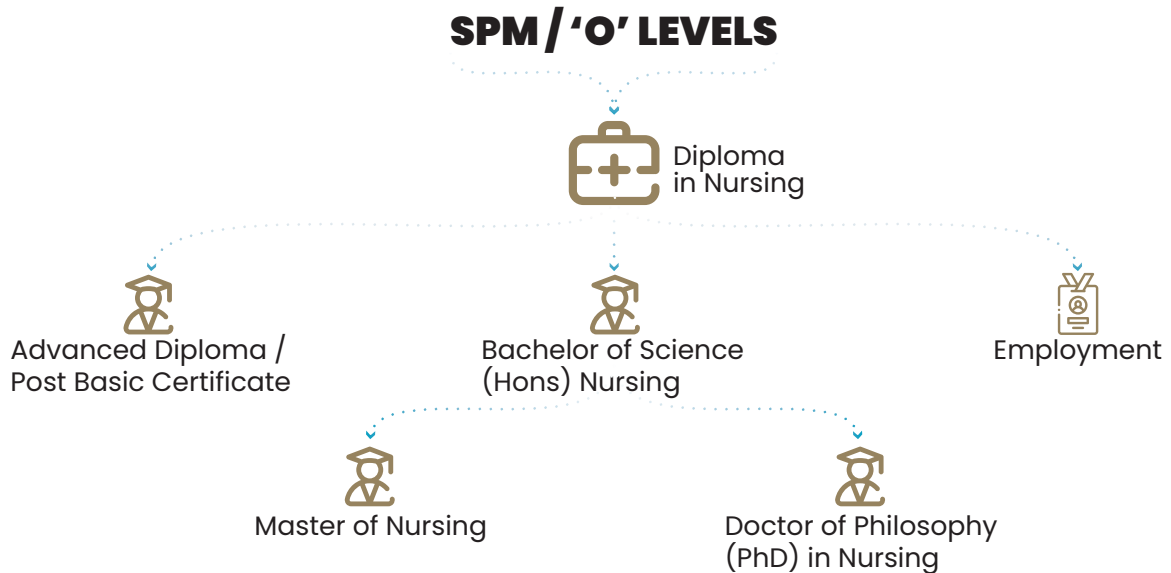 SPM / ‘O’ LEVELS
Diploma
in Nursing
Advanced Diploma /
Post Basic Certificate
Bachelor of Science
(Hons) Nursing
Employment
Master of Nursing
Doctor of Philosophy
(PhD) in Nursing